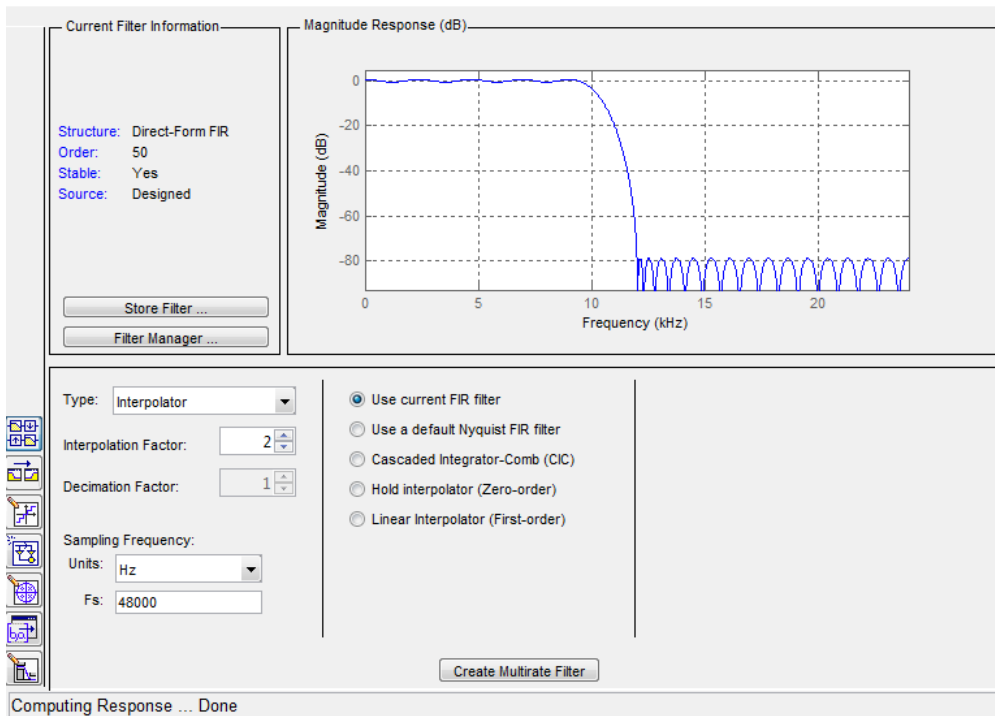 Current Filter Information
Structure: Direct-Form FIR
Order: 50
Stable: Yes
Source: Designed
Store Filter ...
Filter Manager ...
Magnitude Response (dB)
Magnitude (dB)
0
-20
-40
-60
-80
0 5 10 15 20
Frequency (kHz)
Type: Interpolator
Interpolation Factor: 2
Decimation Factor: 1
Sampling Frequency:
Units: Hz
Fs: 48000
Use current FIR filter
Use a default Nyquist FIR filter
Cascaded Integrator-Comb (CIC)
Hold interpolator (Zero-order)
Linear Interpolator (First-order)
Create Multirate Filter
Computing Response ... Done